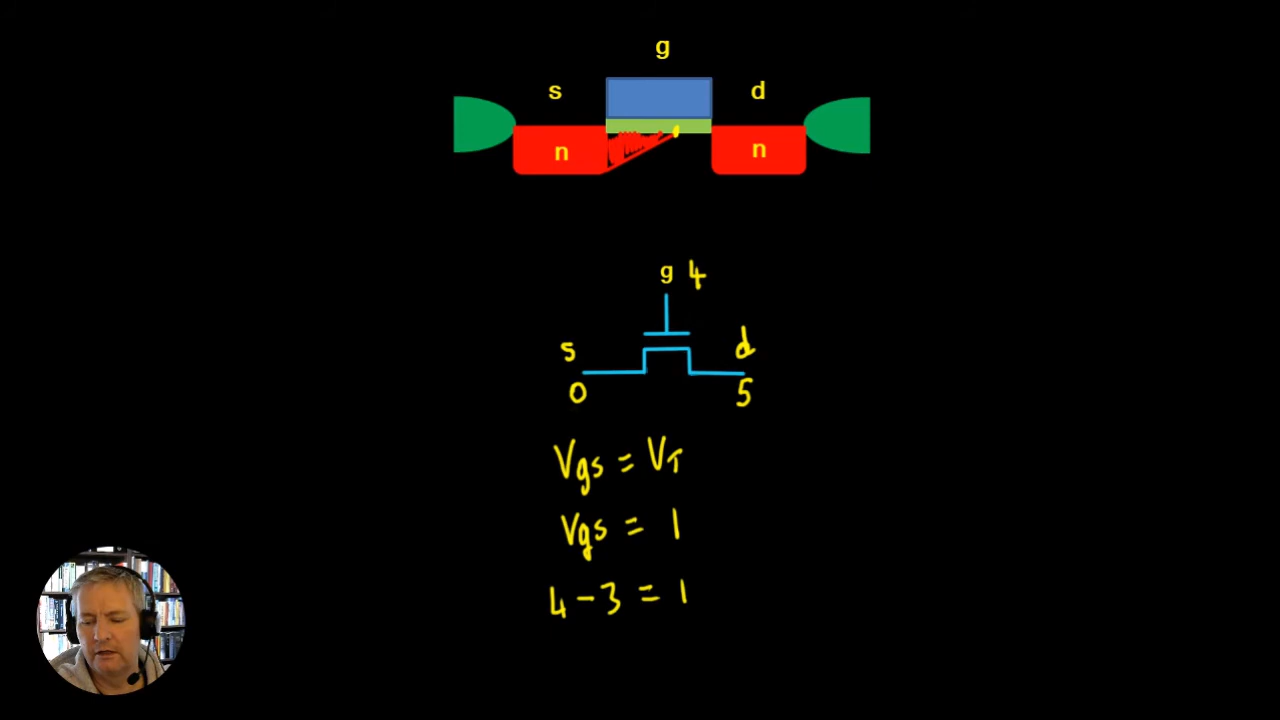 g
s d
n n
g 4
s d
0 5
Vgs = VT
Vgs = 1
4 - 3 = 1